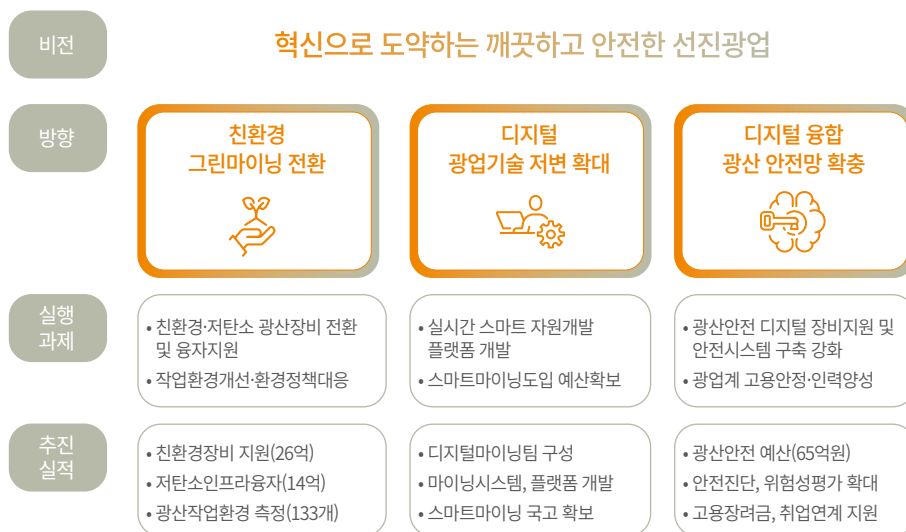 비전
혁신으로 도약하는 깨끗하고 안전한 선진광업
방향
친환경
그린마이닝 전환
디지털
광업기술 저변 확대
디지털 융합
광산 안전망 확충
실행
과제
• 친환경·저탄소 광산장비 전환
및 융자지원
• 작업환경개선·환경정책대응
• 실시간 스마트 자원개발
플랫폼 개발
• 스마트마이닝도입 예산확보
• 광산안전 디지털 장비지원 및
안전시스템 구축 강화
• 광업계 고용안정·인력양성
추진
실적
• 친환경장비 지원(26억)
• 저탄소인프라융자(14억)
• 광산작업환경 측정(133개)
• 디지털마이닝팀 구성
• 마이닝시스템, 플랫폼 개발
• 스마트마이닝 국고 확보
• 광산안전 예산(65억원)
• 안전진단, 위험성평가 확대
• 고용장려금, 취업연계 지원